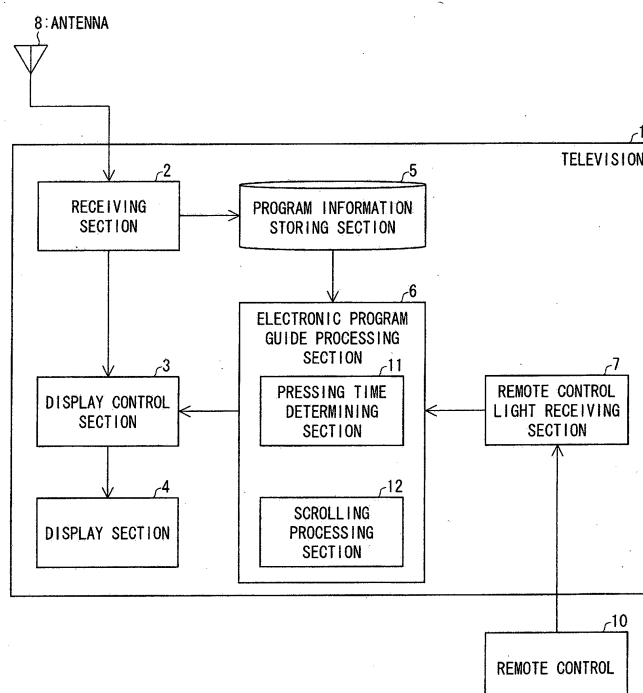 8:ANTENNA
1
TELEVISION
2
RECEIVING
SECTION
5
PROGRAM INFORMATION
STORING SECTION
6
ELECTRONIC PROGRAM
GUIDE PROCESSING
SECTION
3
DISPLAY CONTROL
SECTION
11
PRESSING TIME
DETERMINING
SECTION
7
REMOTE CONTROL
LIGHT RECEIVING
SECTION
4
DISPLAY SECTION
12
SCROLLING
PROCESSING
SECTION
10
REMOTE CONTROL